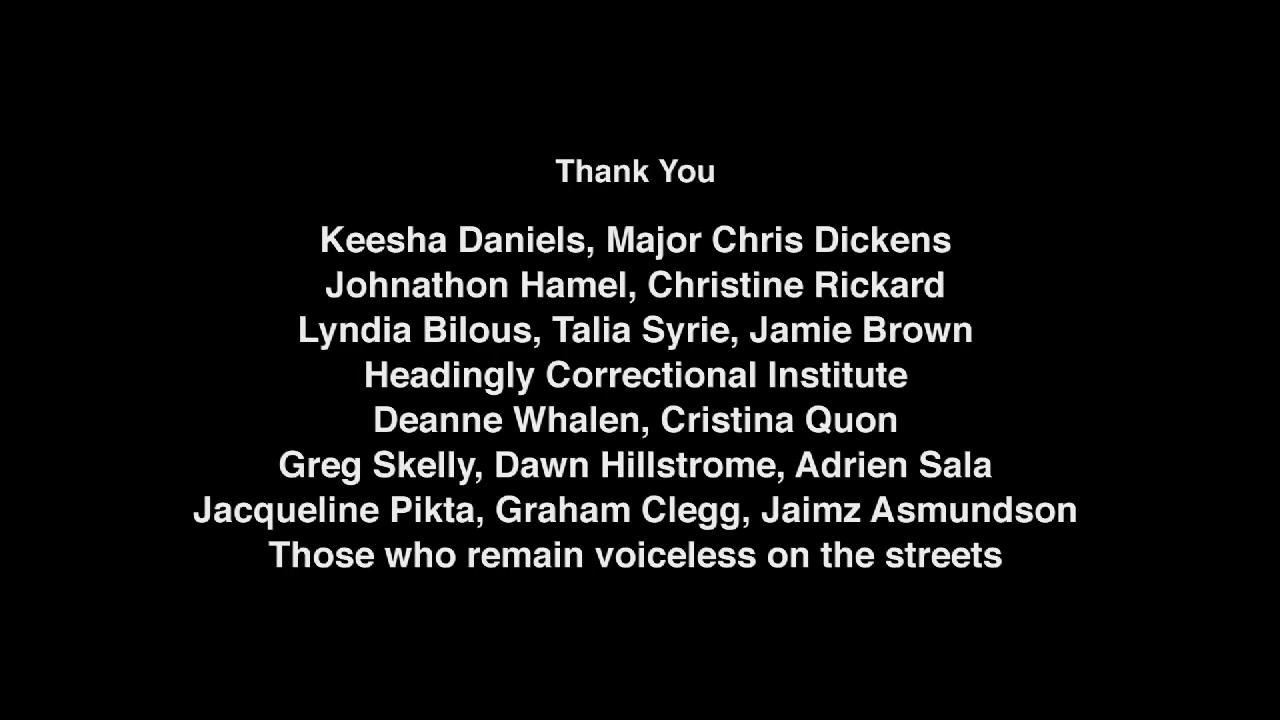 Thank You
Keesha Daniels, Major Chris Dickens
Johnathon Hamel, Christine Rickard
Lyndia Bilous, Talia Syrie, Jamie Brown
Headingly Correctional Institute
Deanne Whalen, Cristina Quon
Greg Skelly, Dawn Hillstrome, Adrien Sala
Jacqueline Pikta, Graham Clegg, Jaimz Asmundson
Those who remain voiceless on the streets